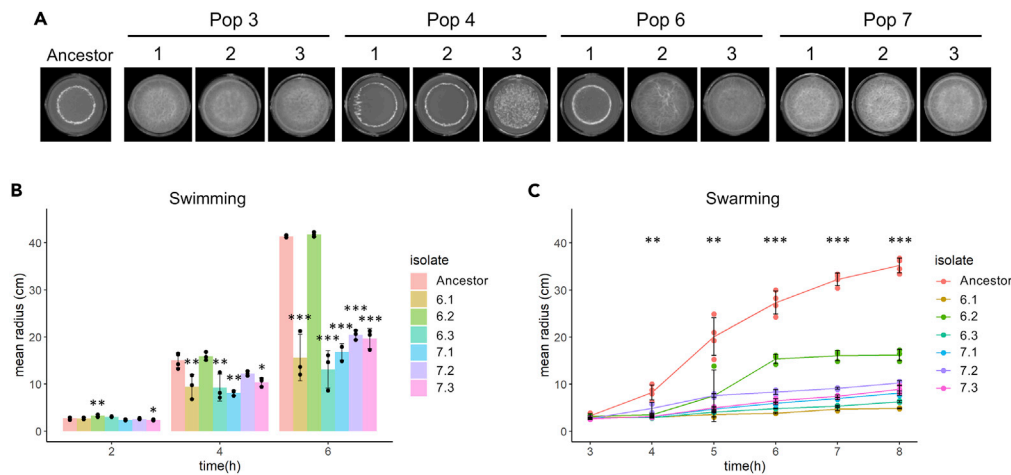 A
Pop 3 Pop 4 Pop 6 Pop 7
Ancestor 1 2 3 1 2 3 1 2 3 1 2 3
B
Swimming
mean radius (cm)
40
30
20
10
0
**
*
**
**
**
*
***
***
***
***
***
2 4 6
time(h)
isolate
Ancestor
6.1
6.2
6.3
7.1
7.2
7.3
C
Swarming
mean radius (cm)
40
30
20
10
0
** ** *** *** ***
3 4 5 6 7 8
time(h)
isolate
Ancestor
6.1
6.2
6.3
7.1
7.2
7.3